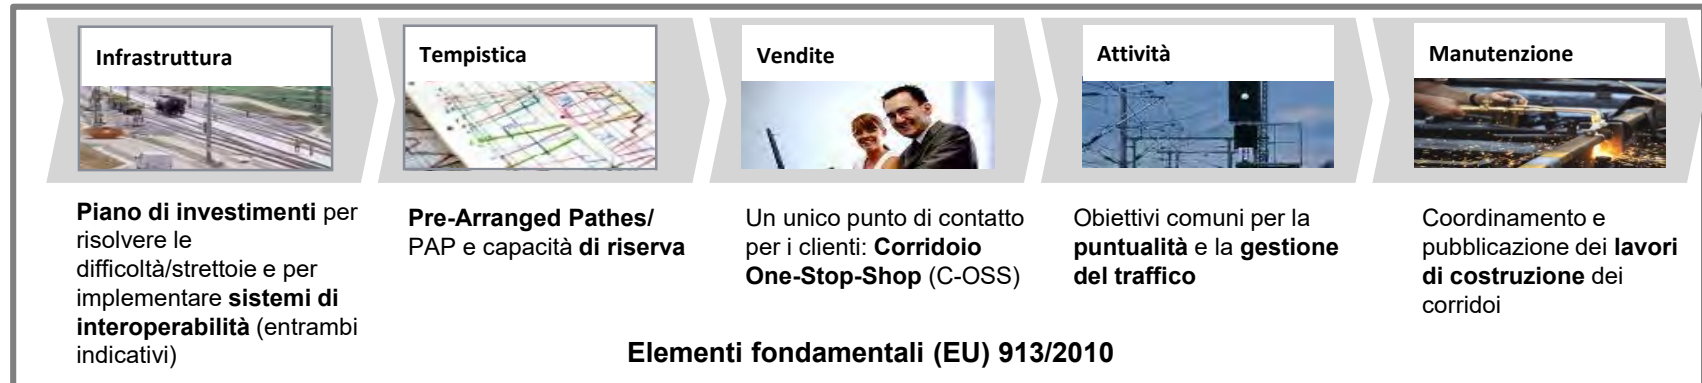 Infrastruttura
Tempistica
Vendite
Attività
Manutenzione
Piano di investimenti per
risolvere le
difficoltà/strettoie e per
implementare sistemi di
interoperabilità (entrambi
indicativi)
Pre-Arranged Pathes/
PAP e capacità di riserva
Un unico punto di contatto
per i clienti: Corridoio
One-Stop-Shop (C-OSS)
Obiettivi comuni per la
puntualità e la gestione
del traffico
Coordinamento e
pubblicazione dei lavori
di costruzione dei
corridoi
Elementi fondamentali (EU) 913/2010